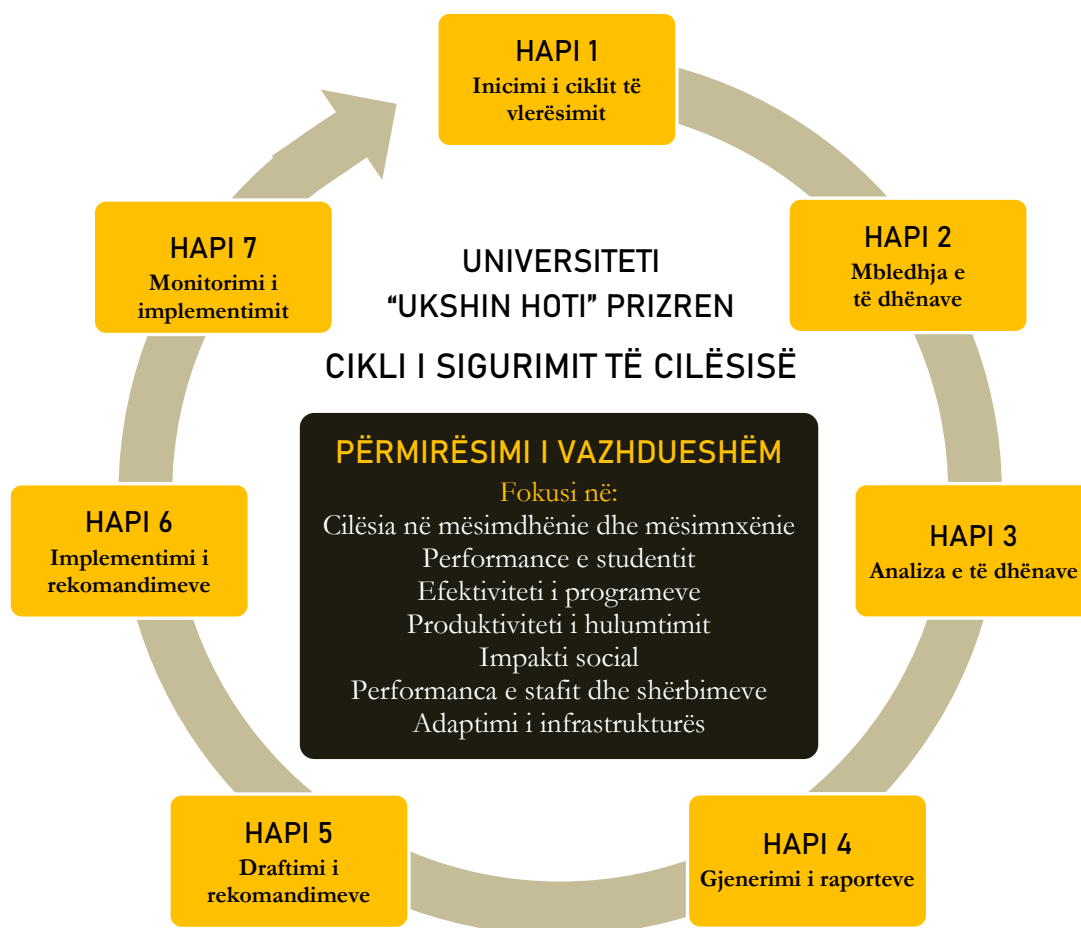 HAPI 1
Inicimi i ciklit të
vlerësimit
HAPI 2
Mbledhja e
të dhënave
HAPI 3
Analiza e të dhënave
HAPI 4
Gjenerimi i raporteve
HAPI 5
Draftimi i
rekomandimeve
HAPI 6
Implementimi i
rekomandimeve
HAPI 7
Monitorimi i
implementimit
UNIVERSITETI
“UKSHIN HOTI” PRIZREN
CIKLI I SIGURIMIT TË CILËSISË
PËRMIRËSIMI I VAZHDUESHËM
Fokusi në:
Cilësia në mësimdhënie dhe mësimnxënie
Performance e studentit
Efektiviteti i programeve
Produktiviteti i hulumtimit
Impakti social
Performanca e stafit dhe shërbimeve
Adaptimi i infrastrukturës